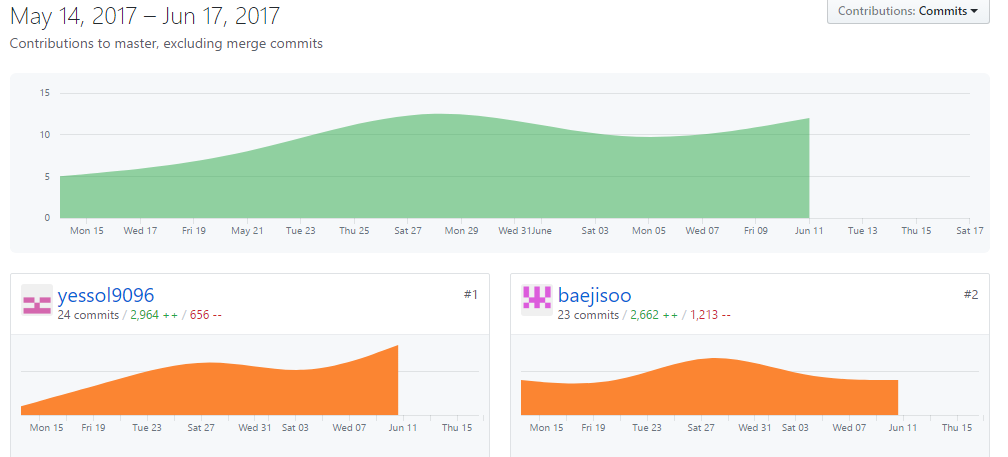 May 14, 2017 – Jun 17, 2017
Contributions: Commits
Contributions to master, excluding merge commits
15
10
5
0
Mon 15 Wed 17 Fri 19 May 21 Tue 23 Thu 25 Sat 27 Mon 29 Wed 31June Sat 03 Mon 05 Wed 07 Fri 09 Jun 11 Tue 13 Thu 15 Sat 17
yessol9096 #1
24 commits / 2,964 ++ / 656 --
Mon 15 Fri 19 Tue 23 Sat 27 Wed 31 Sat 03 Wed 07 Jun 11 Thu 15
baejisoo #2
23 commits / 2,662 ++ / 1,213 --
Mon 15 Fri 19 Tue 23 Sat 27 Wed 31 Sat 03 Wed 07 Jun 11 Thu 15